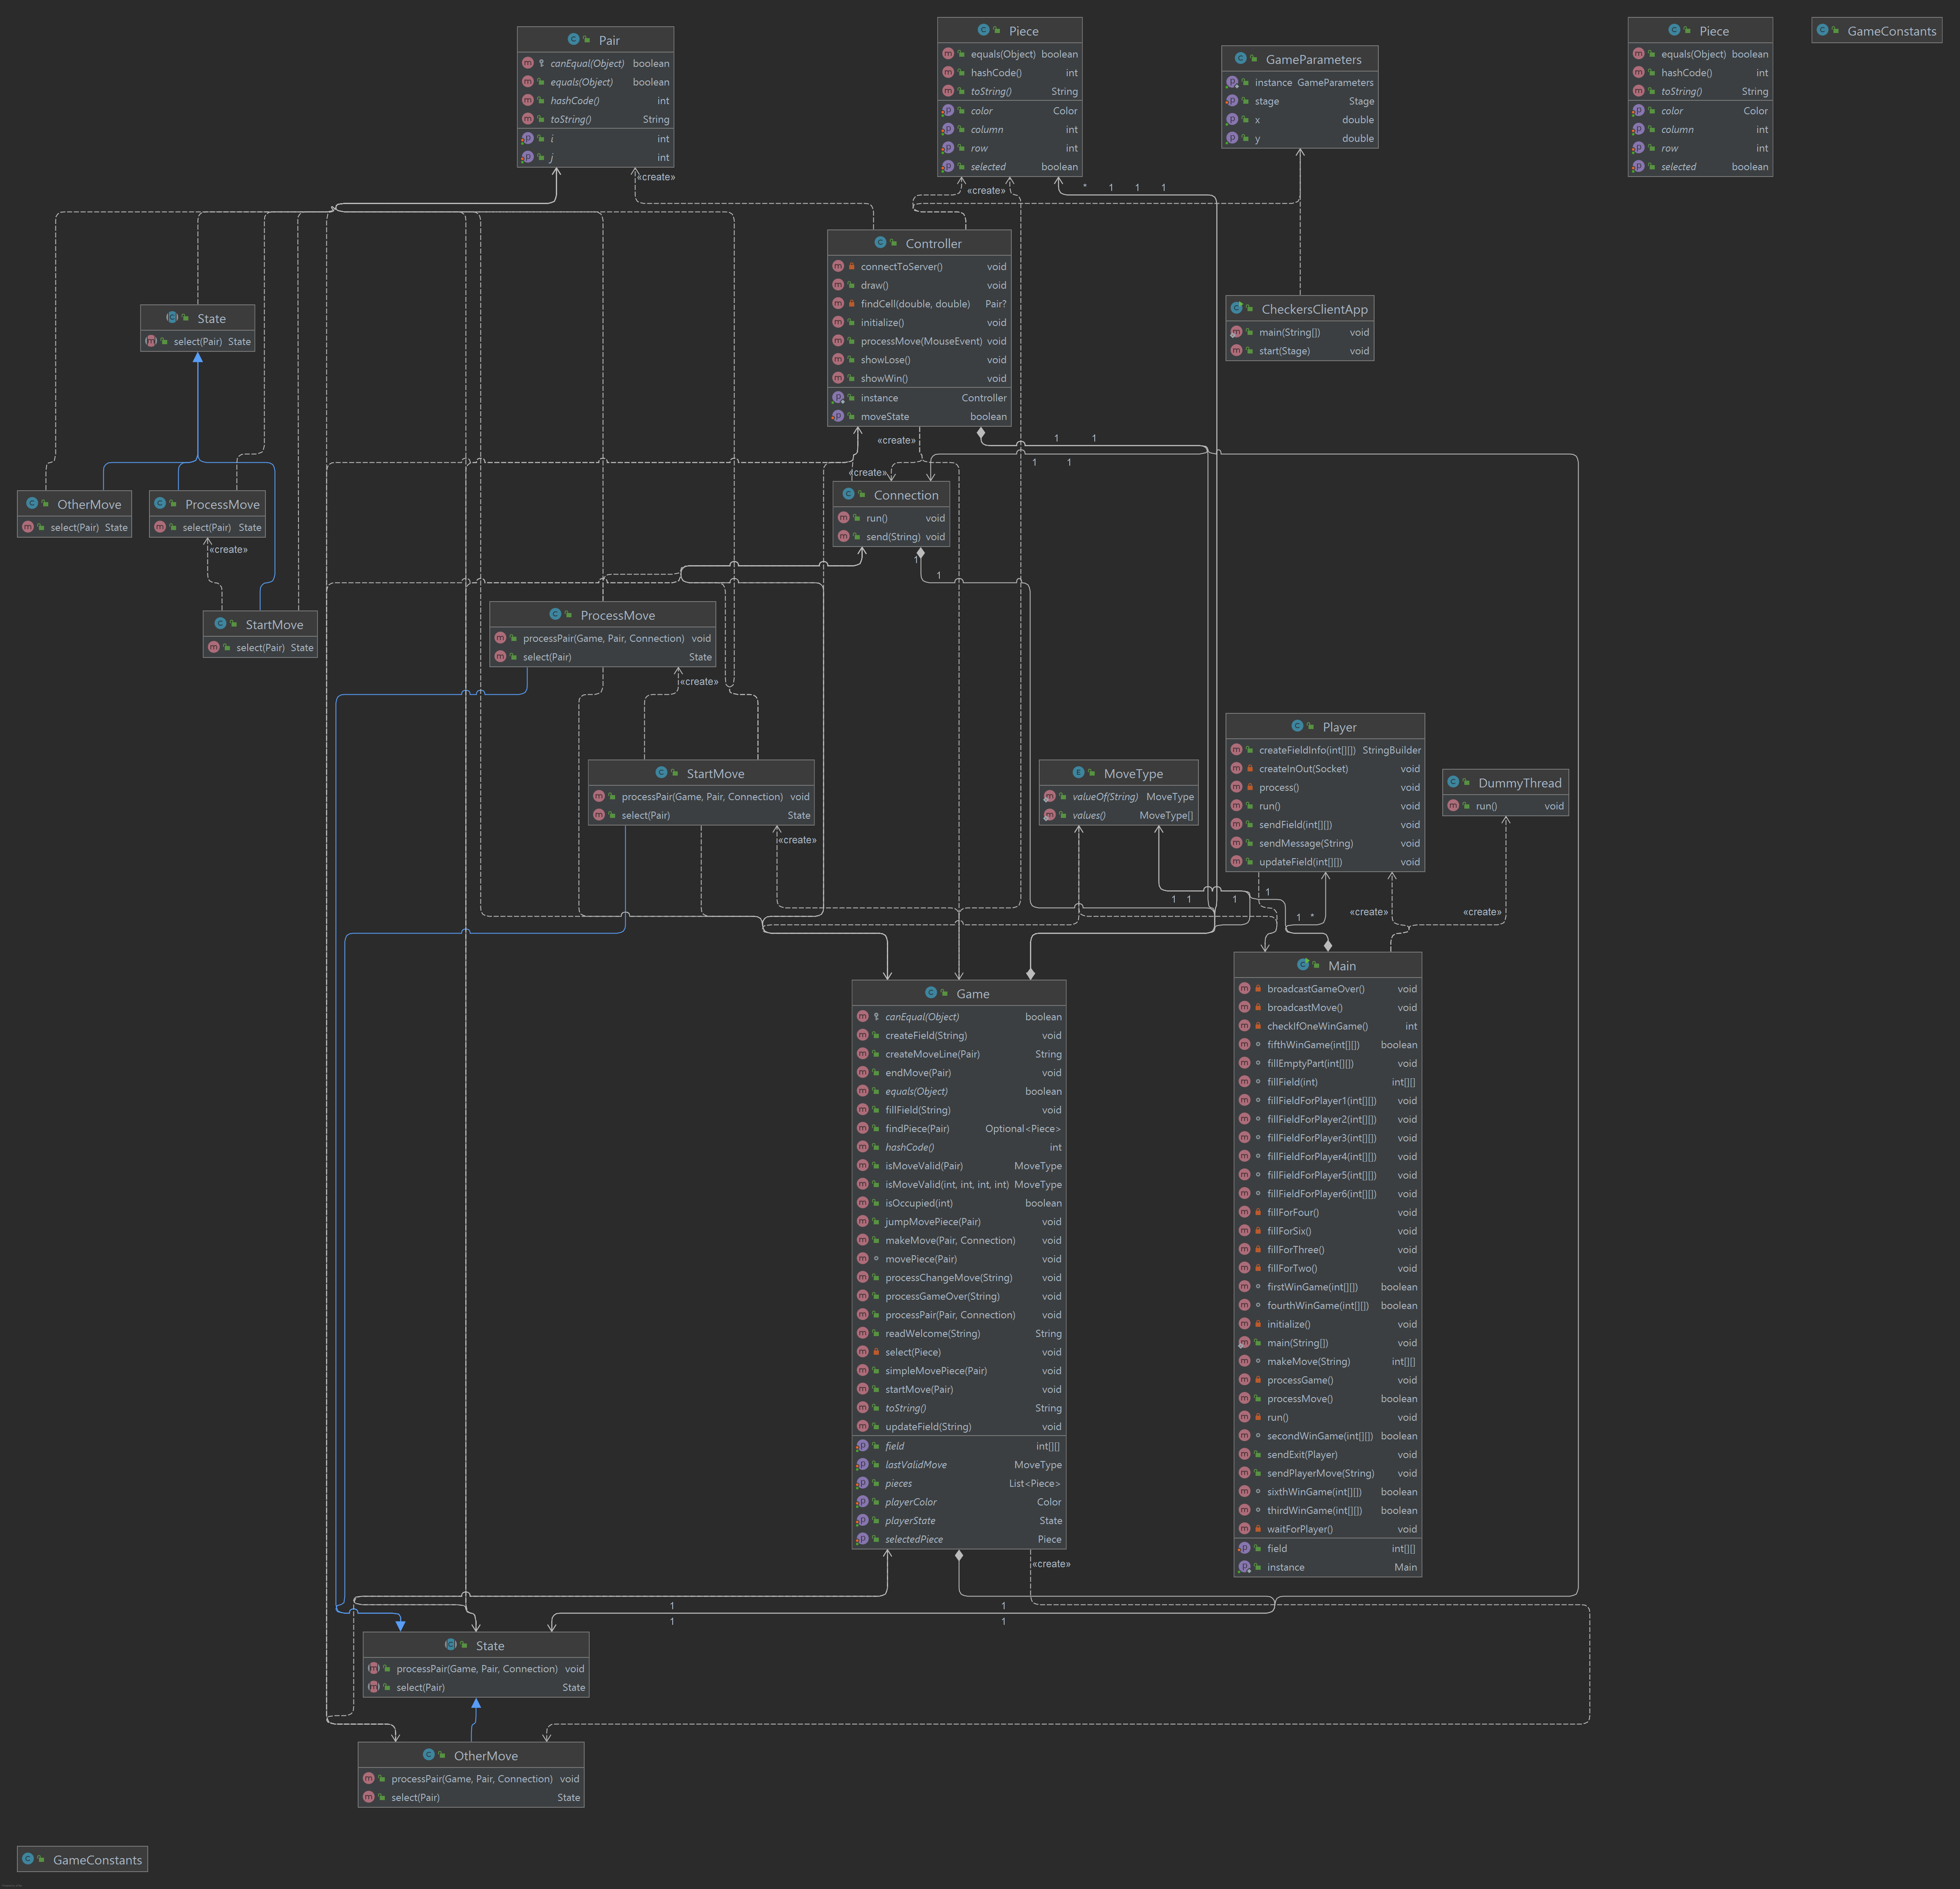 Pair
canEqual(Object) boolean
equals(Object) boolean
hashCode() int
toString() String
i int
j int
Piece
equals(Object) boolean
hashCode() int
toString() String
color Color
column int
row int
selected boolean
GameParameters
instance GameParameters
stage Stage
x double
y double
Piece
equals(Object) boolean
hashCode() int
toString() String
color Color
column int
row int
selected boolean
GameConstants
«create»
«create»
* 1 1 1
Controller
connectToServer() void
draw() void
findCell(double, double) Pair?
initialize() void
processMove(MouseEvent) void
showLose() void
showWin() void
instance Controller
moveState boolean
State
select(Pair) State
CheckersClientApp
main(String[]) void
start(Stage) void
«create»
1 1
1 1
«create»
OtherMove
select(Pair) State
ProcessMove
select(Pair) State
Connection
run() void
send(String) void
«create»
1
1
StartMove
select(Pair) State
ProcessMove
processPair(Game, Pair, Connection) void
select(Pair) State
«create»
StartMove
processPair(Game, Pair, Connection) void
select(Pair) State
«create»
MoveType
valueOf(String) MoveType
values() MoveType[]
Player
createFieldInfo(int[][]) StringBuilder
createInOut(Socket) void
process() void
run() void
sendField(int[][]) void
sendMessage(String) void
updateField(int[][]) void
DummyThread
run() void
1
1 1 1
1 *
«create»
«create»
Game
canEqual(Object) boolean
createField(String) void
createMoveLine(Pair) String
endMove(Pair) void
equals(Object) boolean
fillField(String) void
findPiece(Pair) Optional<Piece>
hashCode() int
isMoveValid(Pair) MoveType
isMoveValid(int, int, int, int) MoveType
isOccupied(int) boolean
jumpMovePiece(Pair) void
makeMove(Pair, Connection) void
movePiece(Pair) void
processChangeMove(String) void
processGameOver(String) void
processPair(Pair, Connection) void
readWelcome(String) String
select(Piece) void
simpleMovePiece(Pair) void
startMove(Pair) void
toString() String
updateField(String) void
field int[][]
lastValidMove MoveType
pieces List<Piece>
playerColor Color
playerState State
selectedPiece Piece
Main
broadcastGameOver() void
broadcastMove() void
checkIfOneWinGame() int
fifthWinGame(int[][]) boolean
fillEmptyPart(int[][]) void
fillField(int) int[][]
fillFieldForPlayer1(int[][]) void
fillFieldForPlayer2(int[][]) void
fillFieldForPlayer3(int[][]) void
fillFieldForPlayer4(int[][]) void
fillFieldForPlayer5(int[][]) void
fillFieldForPlayer6(int[][]) void
fillForFour() void
fillForSix() void
fillForThree() void
fillForTwo() void
firstWinGame(int[][]) boolean
fourthWinGame(int[][]) boolean
initialize() void
main(String[]) void
makeMove(String) int[][]
processGame() void
processMove() boolean
run() void
secondWinGame(int[][]) boolean
sendExit(Player) void
sendPlayerMove(String) void
sixthWinGame(int[][]) boolean
thirdWinGame(int[][]) boolean
waitForPlayer() void
field int[][]
instance Main
«create»
1 1
1 1
State
processPair(Game, Pair, Connection) void
select(Pair) State
OtherMove
processPair(Game, Pair, Connection) void
select(Pair) State
GameConstants